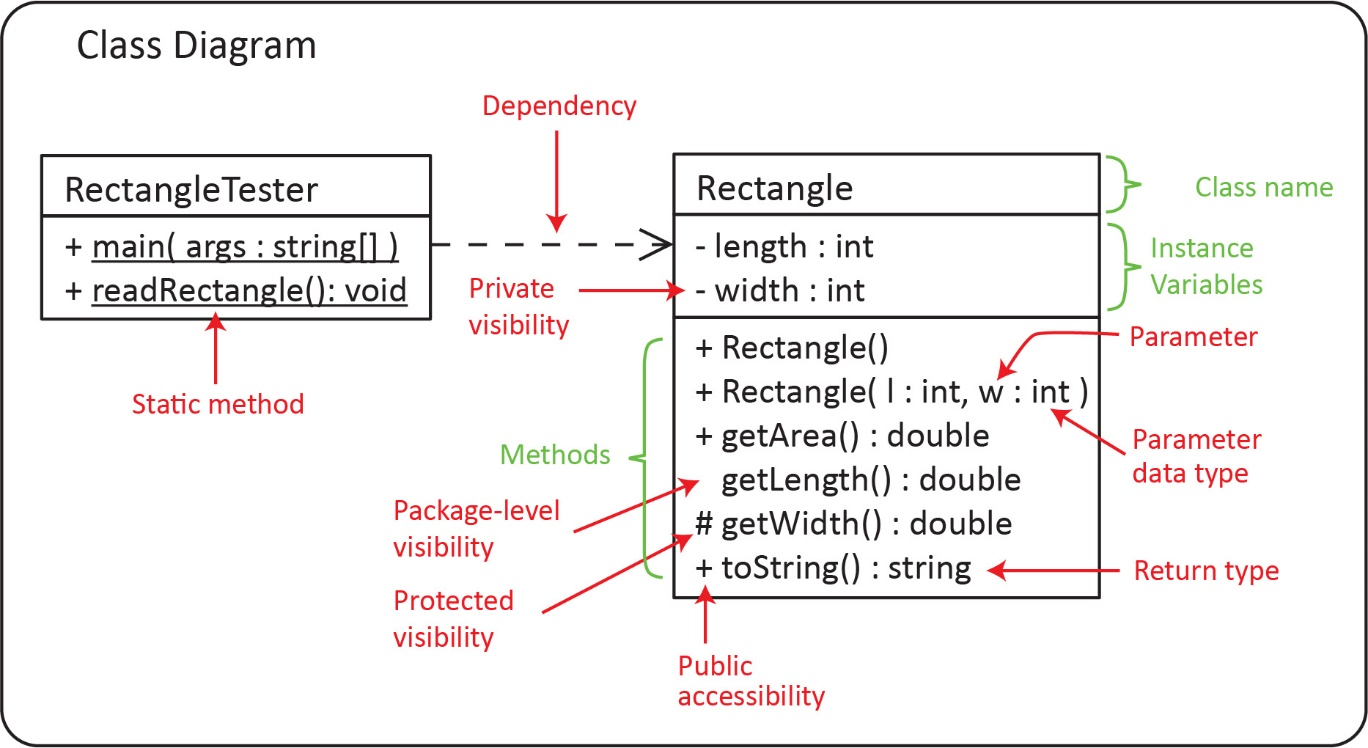 Class Diagram
Dependency
RectangleTester
+ main( args : string[] )
+ readRectangle(): void
Static method
Rectangle
- length : int
- width : int
+ Rectangle()
+ Rectangle( l : int, w : int )
+ getArea() : double
getLength() : double
# getWidth() : double
+ toString() : string
Class name
Instance
Variables
Private
visibility
Parameter
Parameter
data type
Methods
Package-level
visibility
Protected
visibility
Return type
Public
accessibility